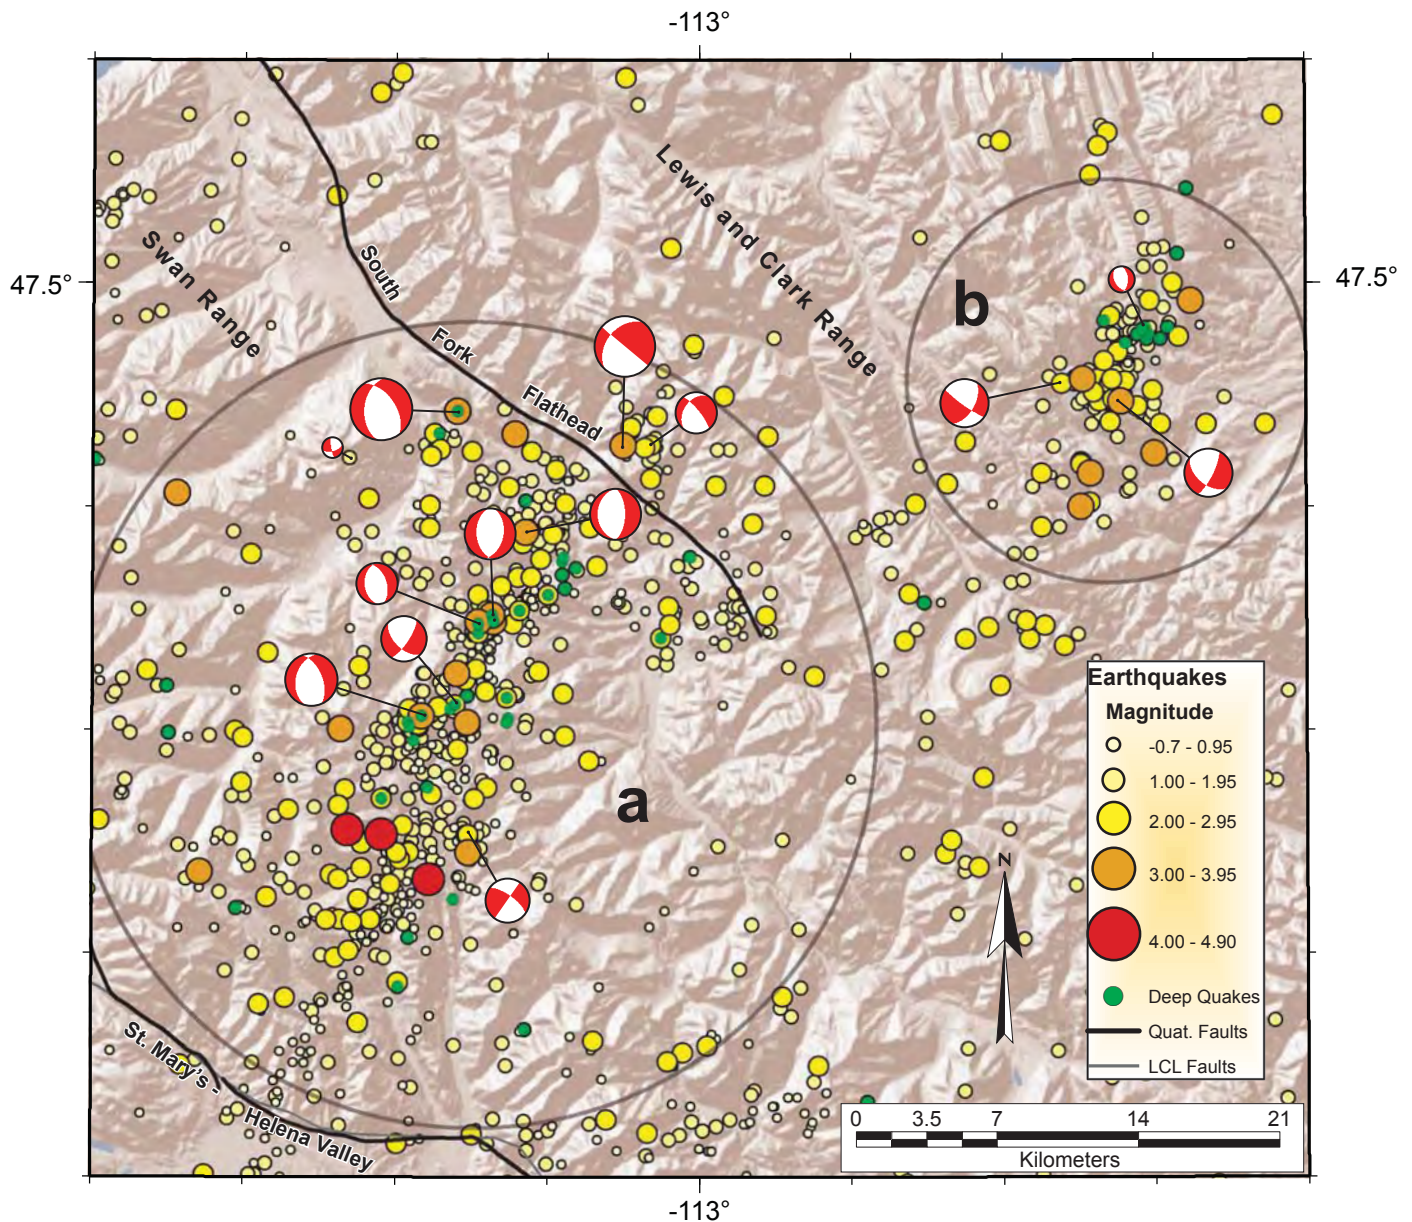 -113°
Lewis and Clark Range
Swan Range
South
47.5°
47.5°
b
Fork
Flathead
a
Earthquakes
Magnitude
-0.7 - 0.95
1.00 - 1.95
2.00 - 2.95
3.00 - 3.95
4.00 - 4.90
Deep Quakes
Quat. Faults
LCL Faults
N
St. Mary's -
Helena Valley
0 3.5 7 14 21
Kilometers
-113°